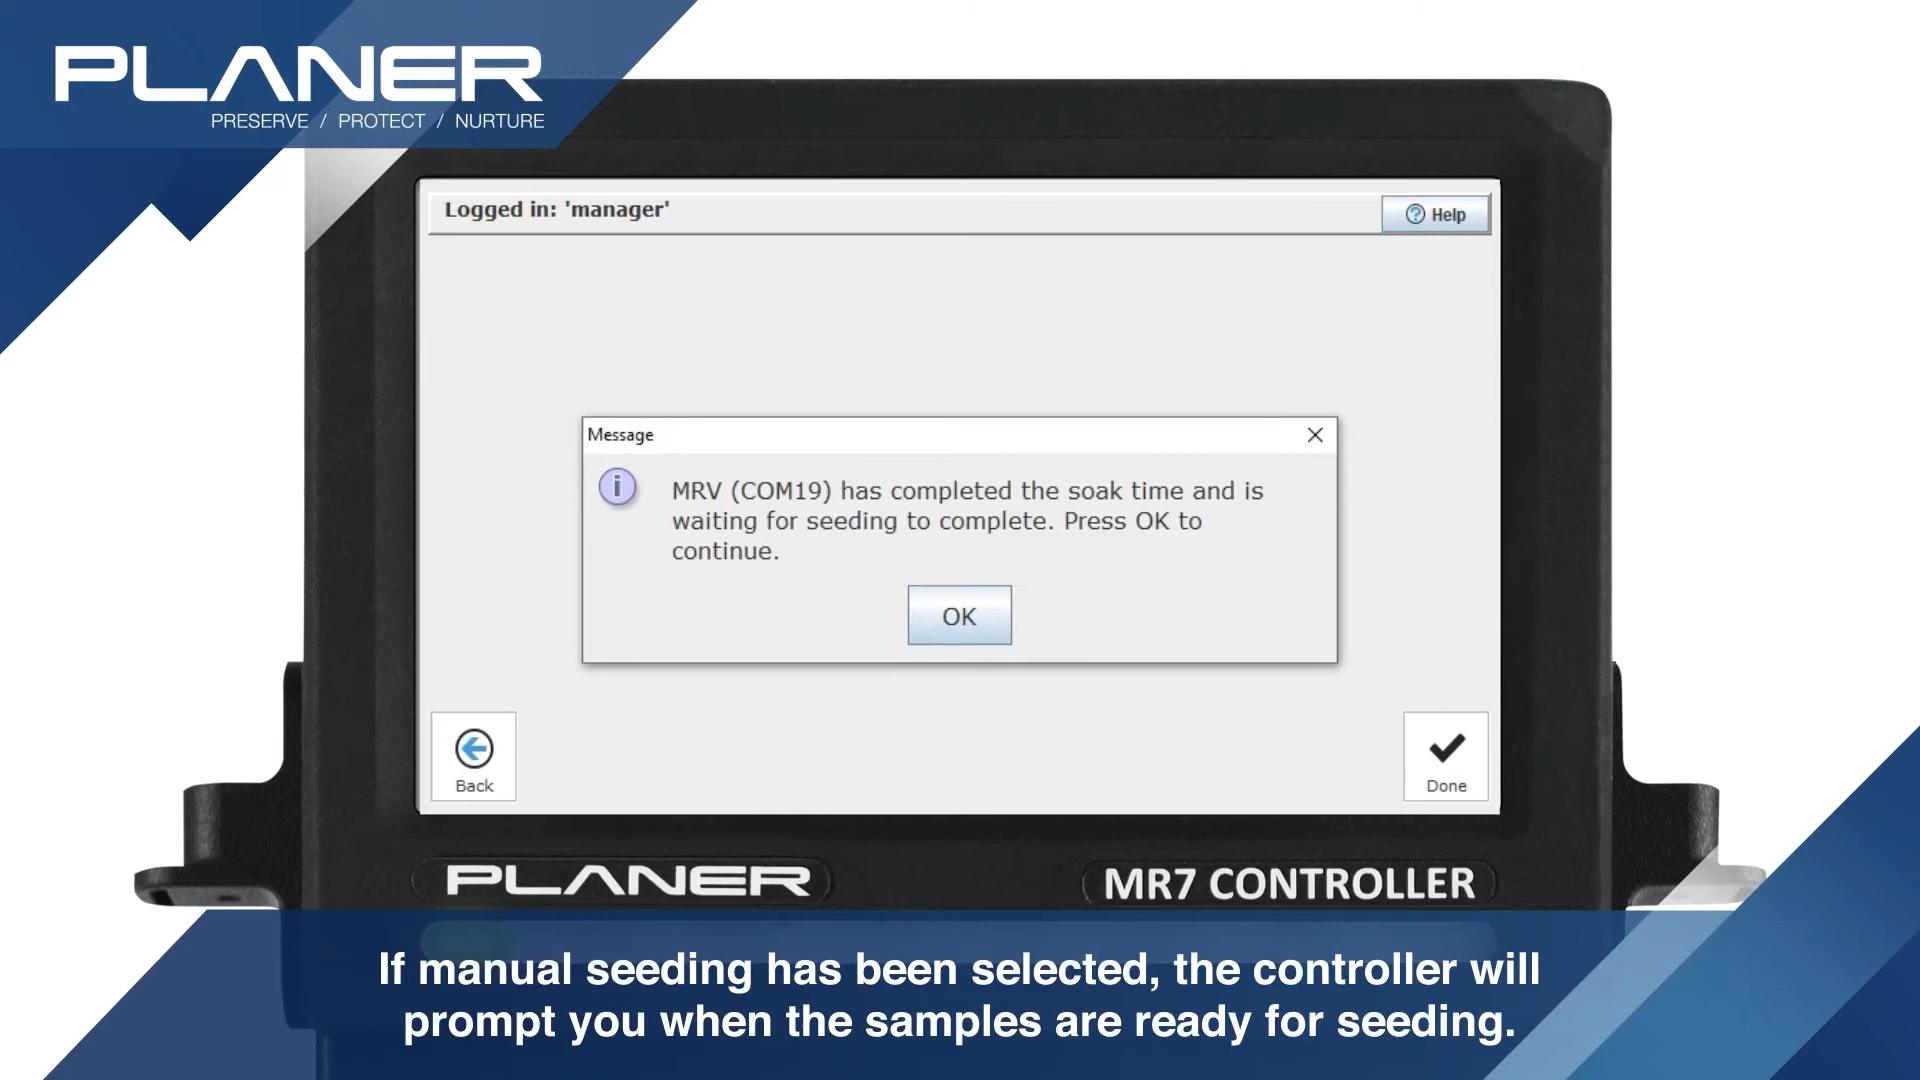 PLANER
PRESERVE / PROTECT / NURTURE
Logged in: 'manager'
Help
Message
MRV (COM19) has completed the soak time and is
waiting for seeding to complete. Press OK to
continue.
OK
Back
Done
PLANER
MR7 CONTROLLER
If manual seeding has been selected, the controller will
prompt you when the samples are ready for seeding.